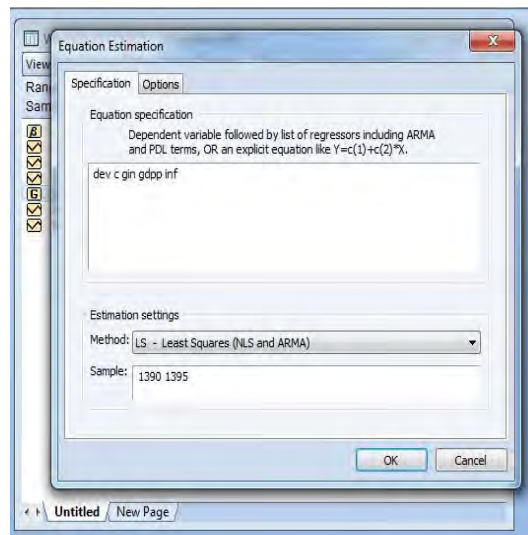 Equation Estimation
View
Ran
Sam
Specification
Options
Equation specification
Dependent variable followed by list of regressors including ARMA
and PDL terms, OR an explicit equation like Y=c(1)+c(2)*X.
dev c gin gdpp inf
Estimation settings
Method: LS - Least Squares (NLS and ARMA)
Sample: 1390 1395
OK
Cancel
Untitled
New Page